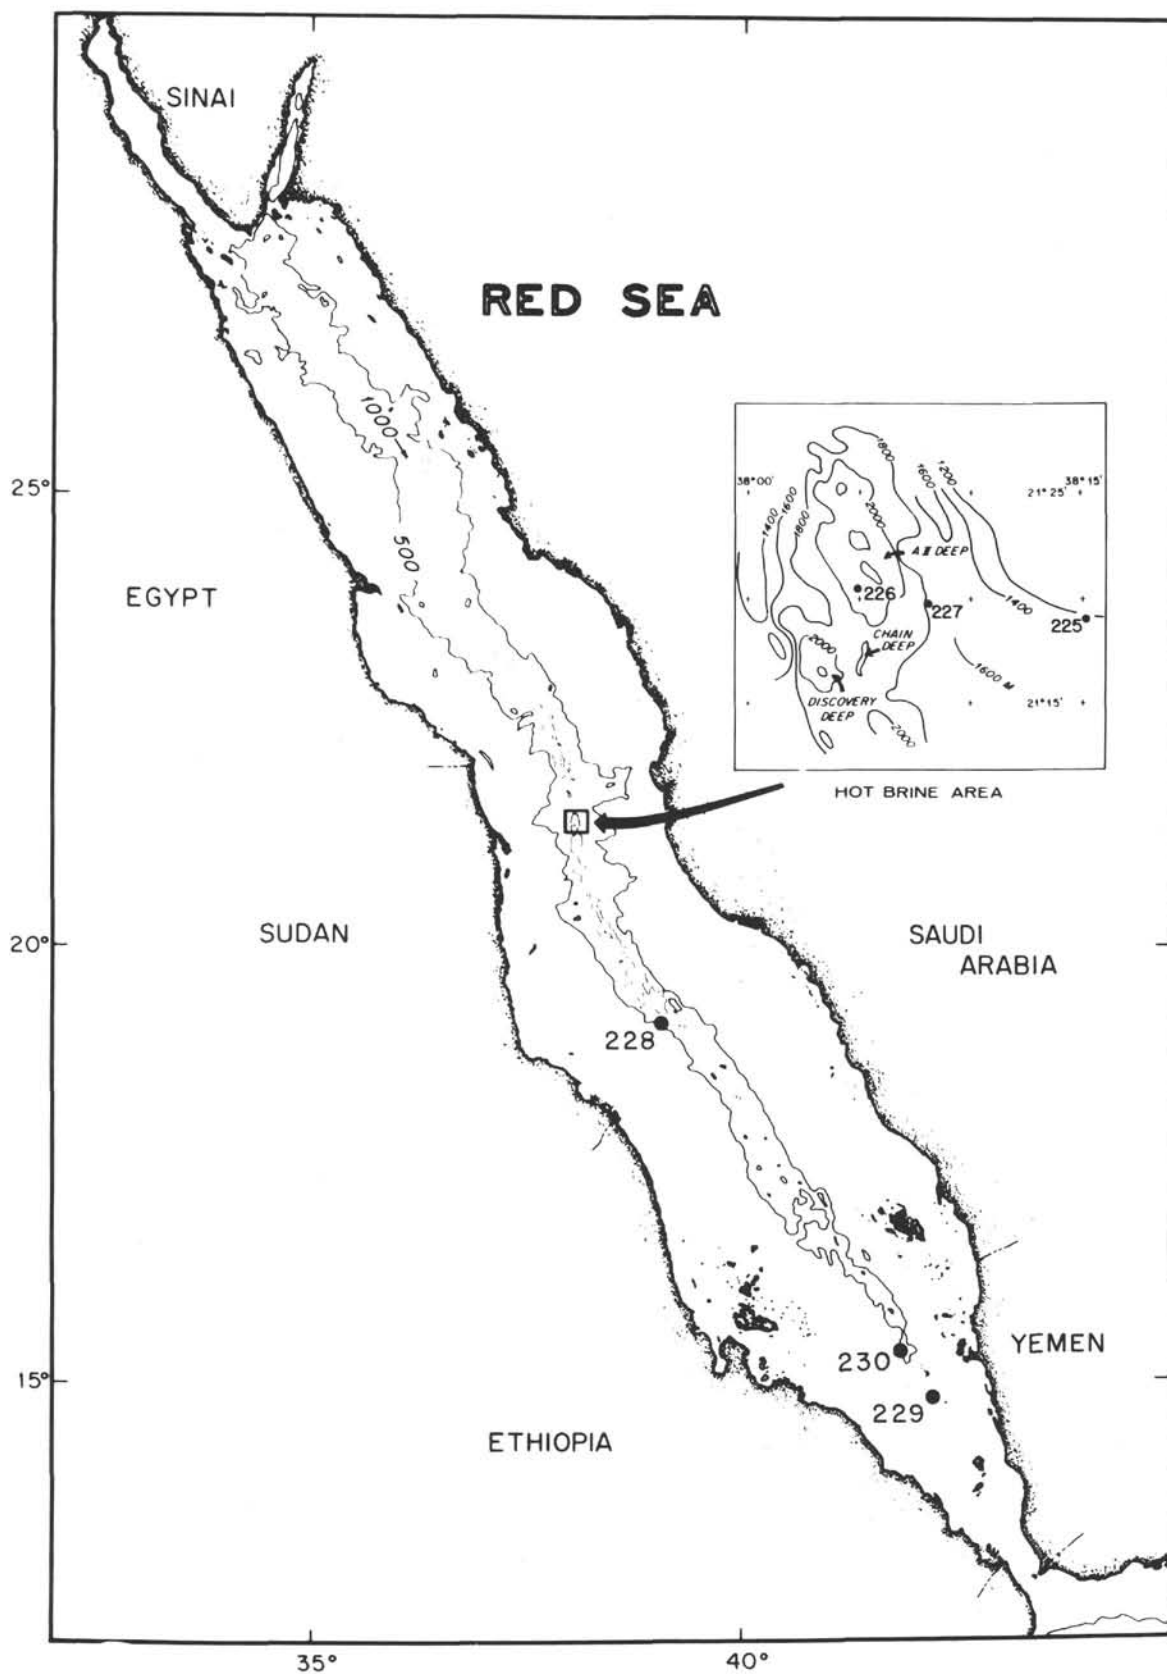 SINAI
RED SEA
1000
25°
500
EGYPT
38°00'
38°15'
21°25'
1800
1200
1600
1600
1400
1800
2000
A II DEEP
226
227
1400
225
CHAIN
DEEP
2000
1600 M
DISCOVERY
DEEP
21°15'
2000
HOT BRINE AREA
20°
SUDAN
SAUDI
ARABIA
228
15°
230
YEMEN
229
ETHIOPIA
35°
40°